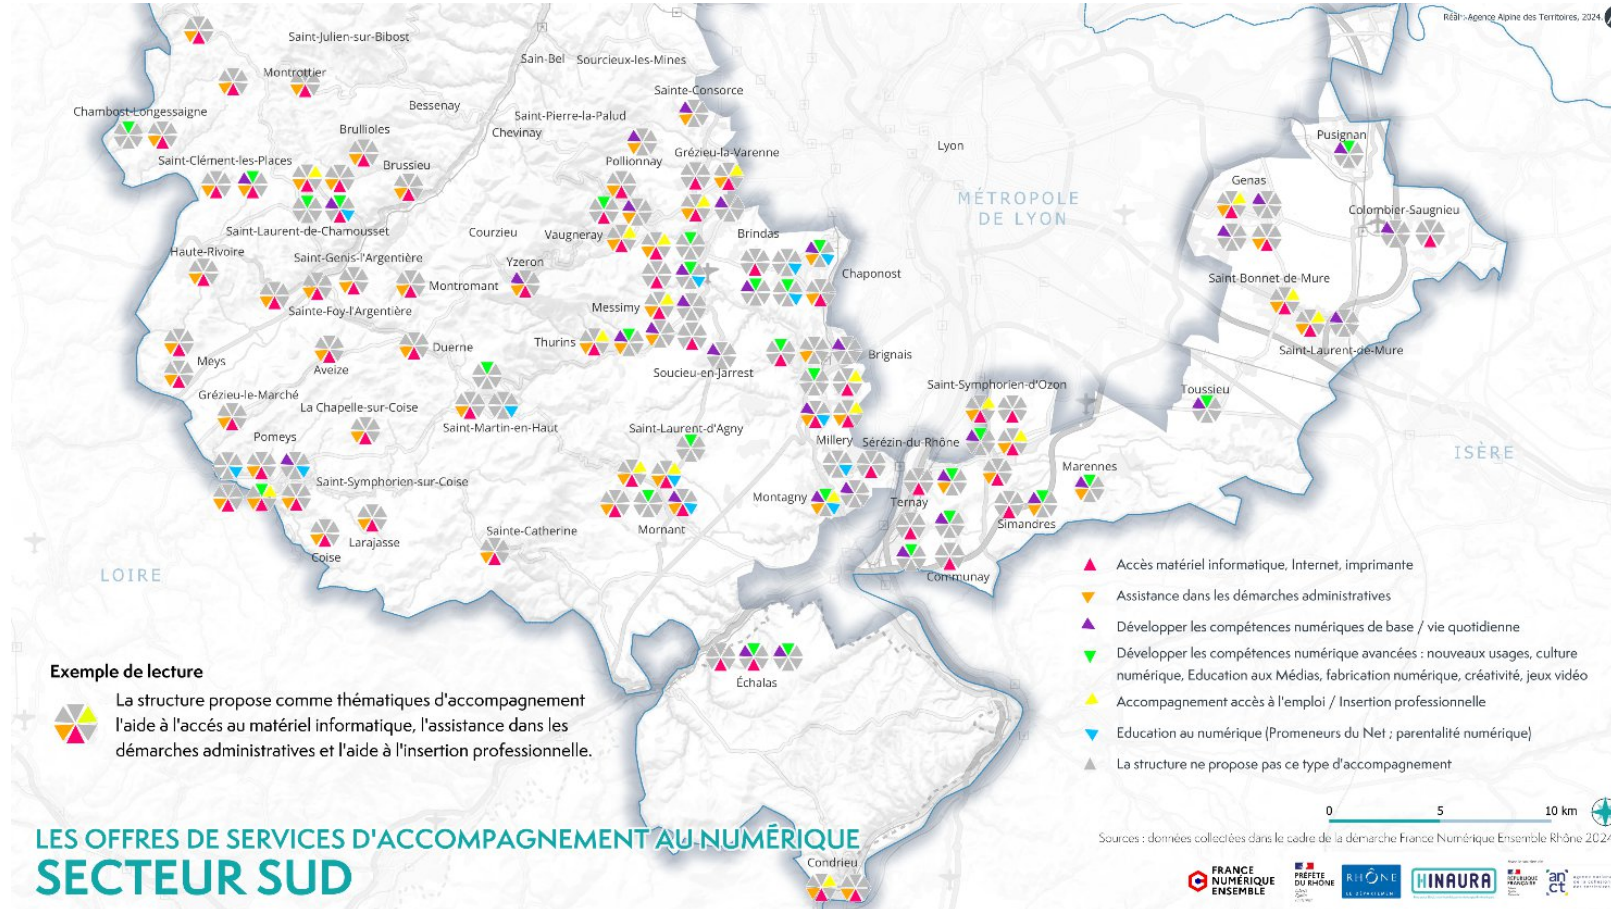 Réal : Agence Alpine des Territoires, 2024.
Saint-Julien-sur-Bibost
Sain-Bel
Sourcieux-les-Mines
Montrottier
Sainte-Consorce
Bessenay
Chambost-Longessaigne
Saint-Pierre-la-Palud
Chevinay
Brullioles
Pusignan
Lyon
Saint-Clément-les-Places
Brussieu
Pollionnay
Grézieu-la-Varenne
Genas
MÉTROPOLE
DE LYON
Colombier-Saugnieu
Saint-Laurent-de-Chamousset
Courzieu
Vaugneray
Brindas
Haute-Rivoire
Saint-Genis-l'Argentière
Yzeron
Chaponost
Saint-Bonnet-de-Mure
Montromant
Sainte-Foy-l'Argentière
Messimy
Thurins
Duerne
Meys
Aveize
Soucieu-en-Jarrest
Brignais
Saint-Laurent-de-Mure
Grézieu-le-Marché
La Chapelle-sur-Coise
Saint-Symphorien-d'Ozon
Toussieu
Pomeys
Saint-Martin-en-Haut
Saint-Laurent-d'Agny
Millery
Sérézin-du-Rhône
ISÈRE
Saint-Symphorien-sur-Coise
Marennes
Montagny
Ternay
Sainte-Catherine
Mornant
Simandres
Larajasse
Coise
LOIRE
Communay
Échalas
Condrieu
Accès matériel informatique, Internet, imprimante
Assistance dans les démarches administratives
Développer les compétences numériques de base / vie quotidienne
Développer les compétences numérique avancées : nouveaux usages, culture
numérique, Education aux Médias, fabrication numérique, créativité, jeux vidéo
Accompagnement accès à l'emploi / Insertion professionnelle
Education au numérique (Promeneurs du Net ; parentalité numérique)
La structure ne propose pas ce type d'accompagnement
Exemple de lecture
La structure propose comme thématiques d'accompagnement
l'aide à l'accés au matériel informatique, l'assistance dans les
démarches administratives et l'aide à l'insertion professionnelle.
0 5 10 km
Sources : données collectées dans le cadre de la démarche France Numérique Ensemble Rhône 2024
LES OFFRES DE SERVICES D'ACCOMPAGNEMENT AU NUMÉRIQUE
SECTEUR SUD
FRANCE
NUMÉRIQUE
ENSEMBLE
PRÉFÈTE
DU RHÔNE
RHÔNE
LE DÉPARTEMENT
HINAURA
RÉPUBLIQUE
FRANÇAISE
anct